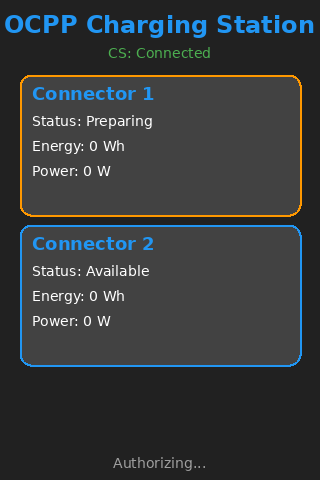 OCPP Charging Station
CS: Connected
Connector 1
Status: Preparing
Energy: 0 Wh
Power: 0 W
Connector 2
Status: Available
Energy: 0 Wh
Power: 0 W
Authorizing...